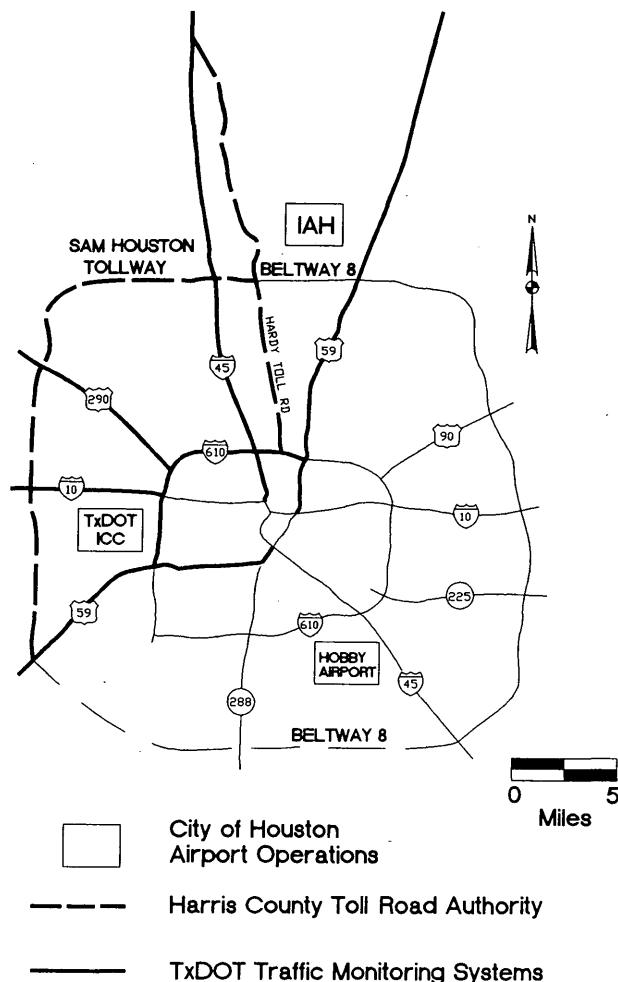 N
IAH
SAM HOUSTON
TOLLWAY
BELTWAY 8
HARDY TOLL RD
59
45
290
90
610
10
TxDOT
ICC
10
225
59
610
HOBBY
AIRPORT
45
288
BELTWAY 8
0 5
Miles
City of Houston
Airport Operations
Harris County Toll Road Authority
TxDOT Traffic Monitoring Systems